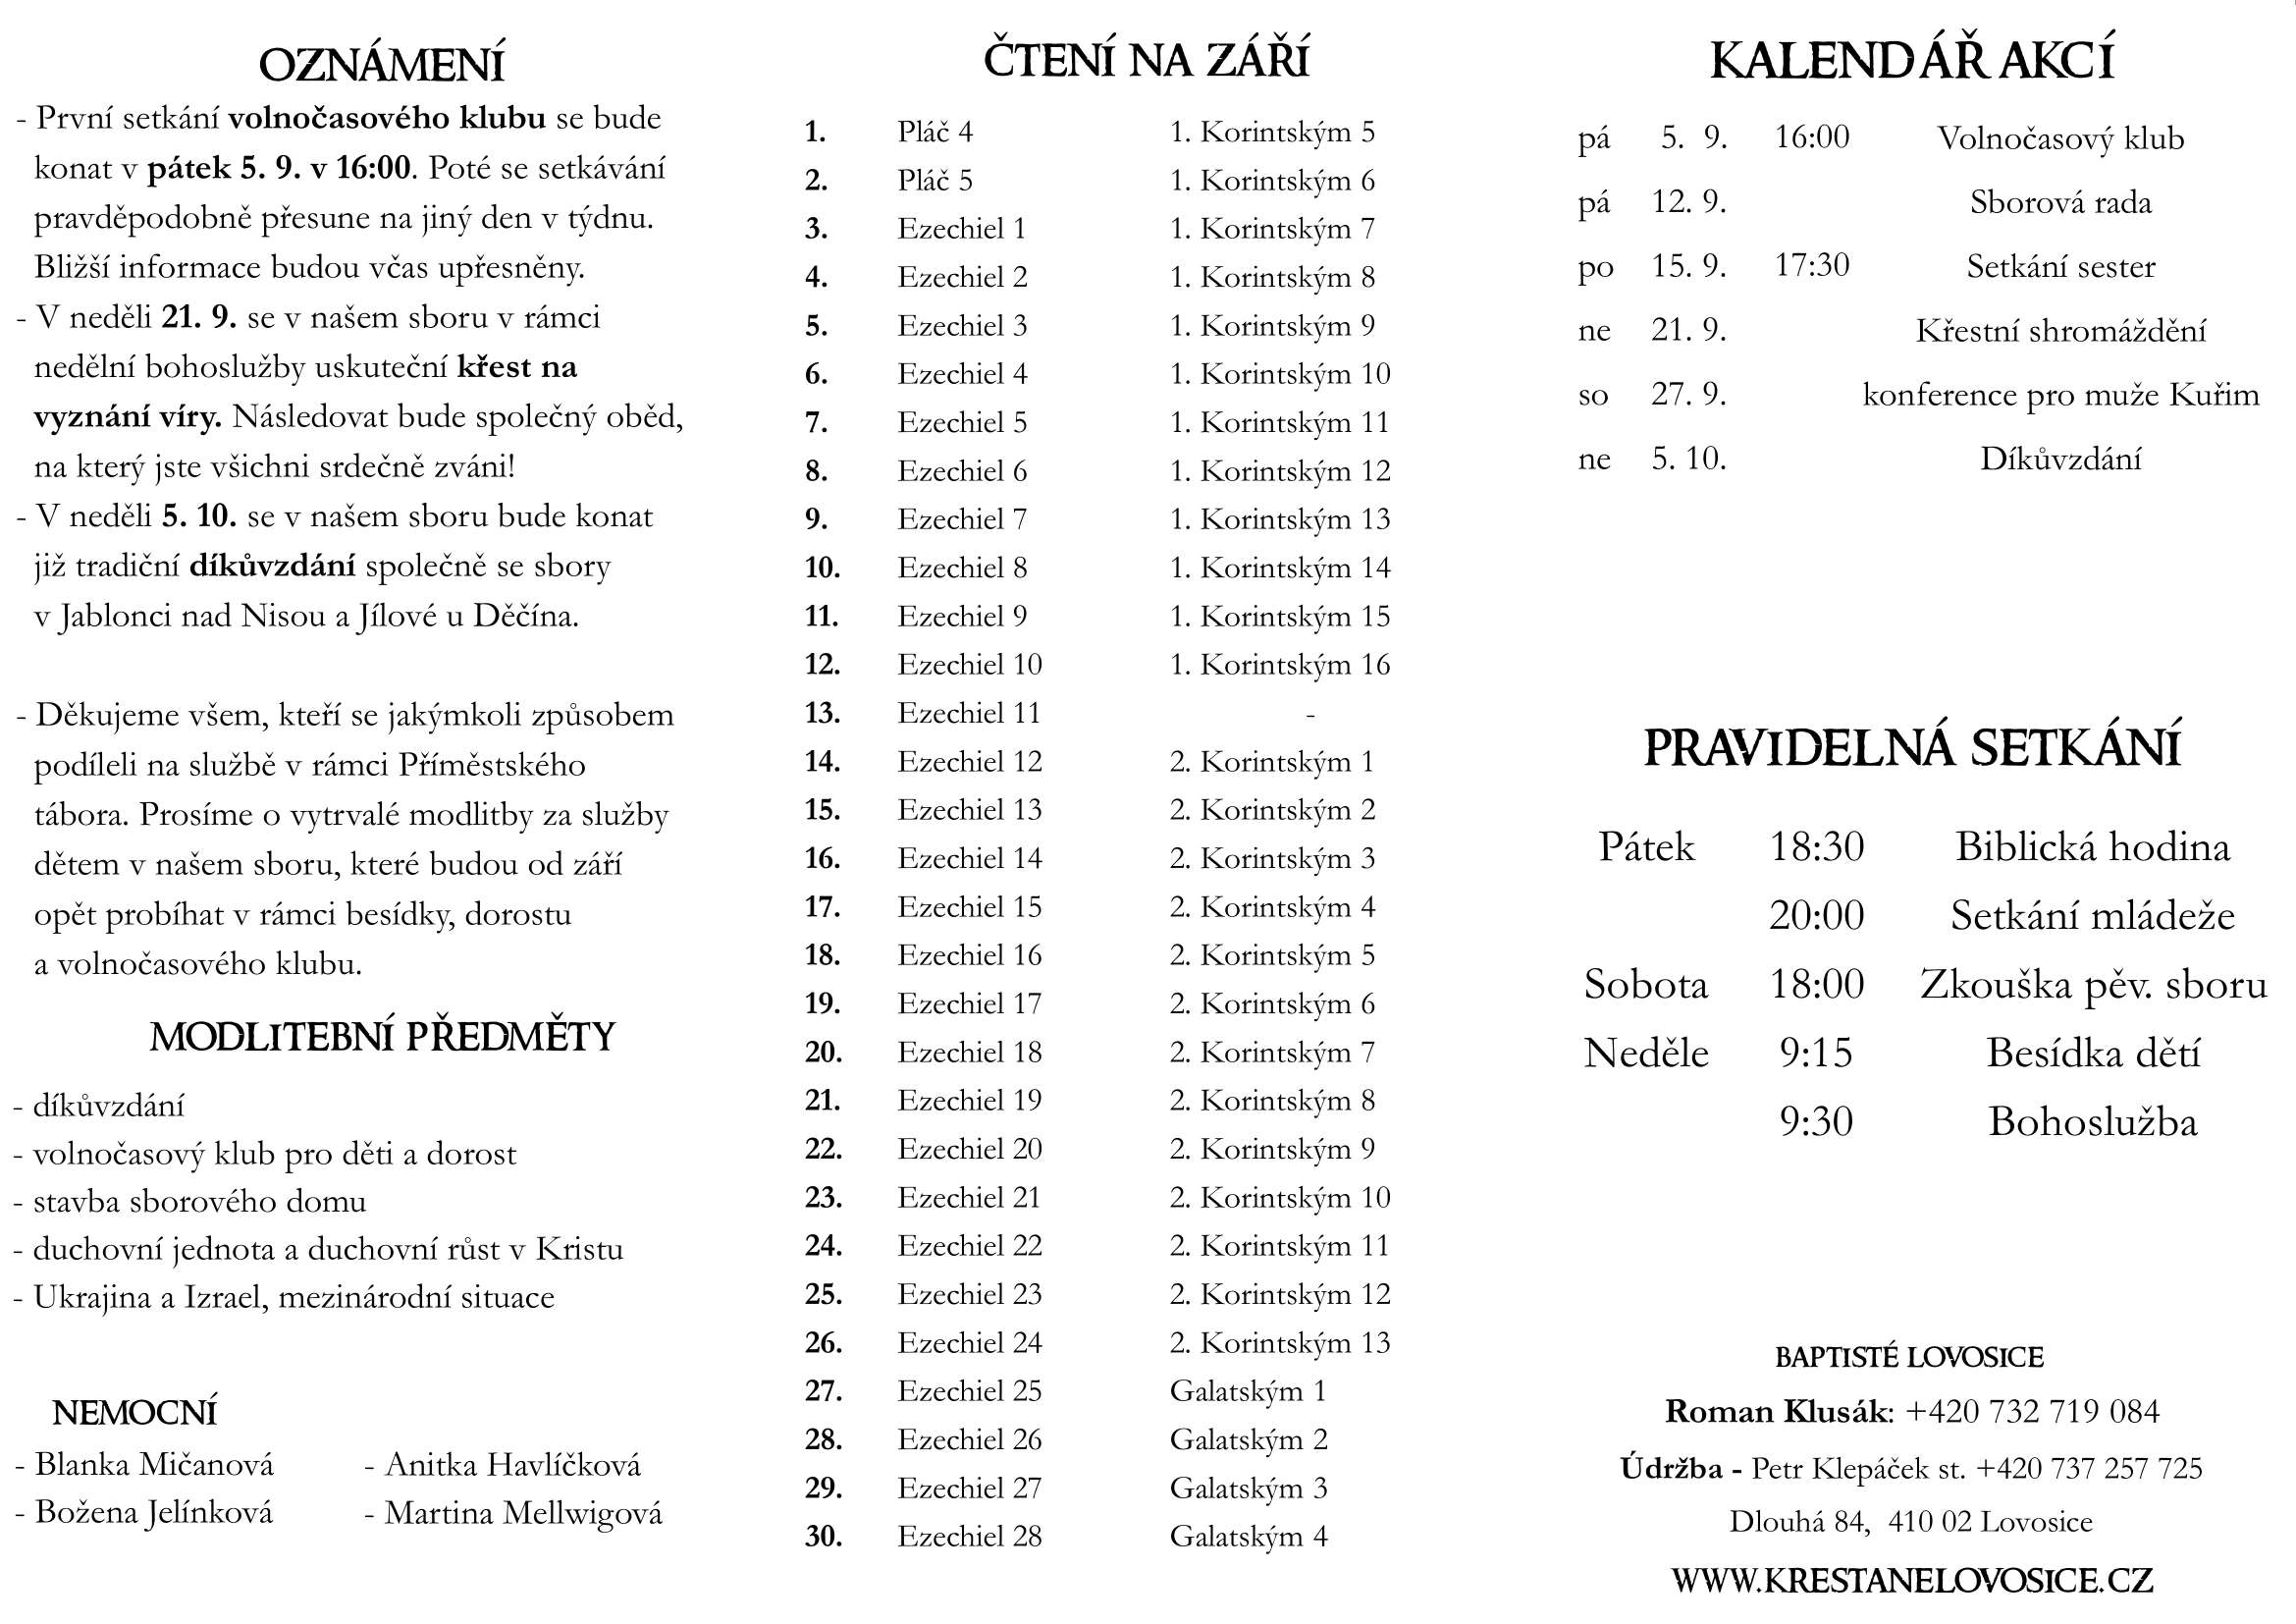 OZNÁMENÍ
- První setkání volnočasového klubu se bude
konat v pátek 5. 9. v 16:00. Poté se setkávání
pravděpodobně přesune na jiný den v týdnu.
Bližší informace budou včas upřesněny.
- V neděli 21. 9. se v našem sboru v rámci
nedělní bohoslužby uskuteční křest na
vyznání víry. Následovat bude společný oběd,
na který jste všichni srdečně zváni!
- V neděli 5. 10. se v našem sboru bude konat
již tradiční díkůvzdání společně se sbory
v Jablonci nad Nisou a Jílové u Děčína.
- Děkujeme všem, kteří se jakýmkoli způsobem
podíleli na službě v rámci Příměstského
tábora. Prosíme o vytrvalé modlitby za služby
dětem v našem sboru, které budou od září
opět probíhat v rámci besídky, dorostu
a volnočasového klubu.
MODLITEBNÍ PŘEDMĚTY
- díkůvzdání
- volnočasový klub pro děti a dorost
- stavba sborového domu
- duchovní jednota a duchovní růst v Kristu
- Ukrajina a Izrael, mezinárodní situace
NEMOCNÍ
- Blanka Mičanová - Anitka Havlíčková
- Božena Jelínková - Martina Mellwigová
ČTENÍ NA ZÁŘÍ
1. Pláč 4 1. Korintským 5
2. Pláč 5 1. Korintským 6
3. Ezechiel 1 1. Korintským 7
4. Ezechiel 2 1. Korintským 8
5. Ezechiel 3 1. Korintským 9
6. Ezechiel 4 1. Korintským 10
7. Ezechiel 5 1. Korintským 11
8. Ezechiel 6 1. Korintským 12
9. Ezechiel 7 1. Korintským 13
10. Ezechiel 8 1. Korintským 14
11. Ezechiel 9 1. Korintským 15
12. Ezechiel 10 1. Korintským 16
13. Ezechiel 11 -
14. Ezechiel 12 2. Korintským 1
15. Ezechiel 13 2. Korintským 2
16. Ezechiel 14 2. Korintským 3
17. Ezechiel 15 2. Korintským 4
18. Ezechiel 16 2. Korintským 5
19. Ezechiel 17 2. Korintským 6
20. Ezechiel 18 2. Korintským 7
21. Ezechiel 19 2. Korintským 8
22. Ezechiel 20 2. Korintským 9
23. Ezechiel 21 2. Korintským 10
24. Ezechiel 22 2. Korintským 11
25. Ezechiel 23 2. Korintským 12
26. Ezechiel 24 2. Korintským 13
27. Ezechiel 25 Galatským 1
28. Ezechiel 26 Galatským 2
29. Ezechiel 27 Galatským 3
30. Ezechiel 28 Galatským 4
KALENDÁŘ AKCÍ
pá 5. 9. 16:00 Volnočasový klub
pá 12. 9. Sborová rada
po 15. 9. 17:30 Setkání sester
ne 21. 9. Křestní shromáždění
so 27. 9. konference pro muže Kuřim
ne 5. 10. Díkůvzdání
PRAVIDELNÁ SETKÁNÍ
Pátek 18:30 Biblická hodina
20:00 Setkání mládeže
Sobota 18:00 Zkouška pěv. sboru
Neděle 9:15 Besídka dětí
9:30 Bohoslužba
BAPTISTÉ LOVOSICE
Roman Klusák: +420 732 719 084
Údržba - Petr Klepáček st. +420 737 257 725
Dlouhá 84, 410 02 Lovosice
WWW.KRESTANELOVOSICE.CZ